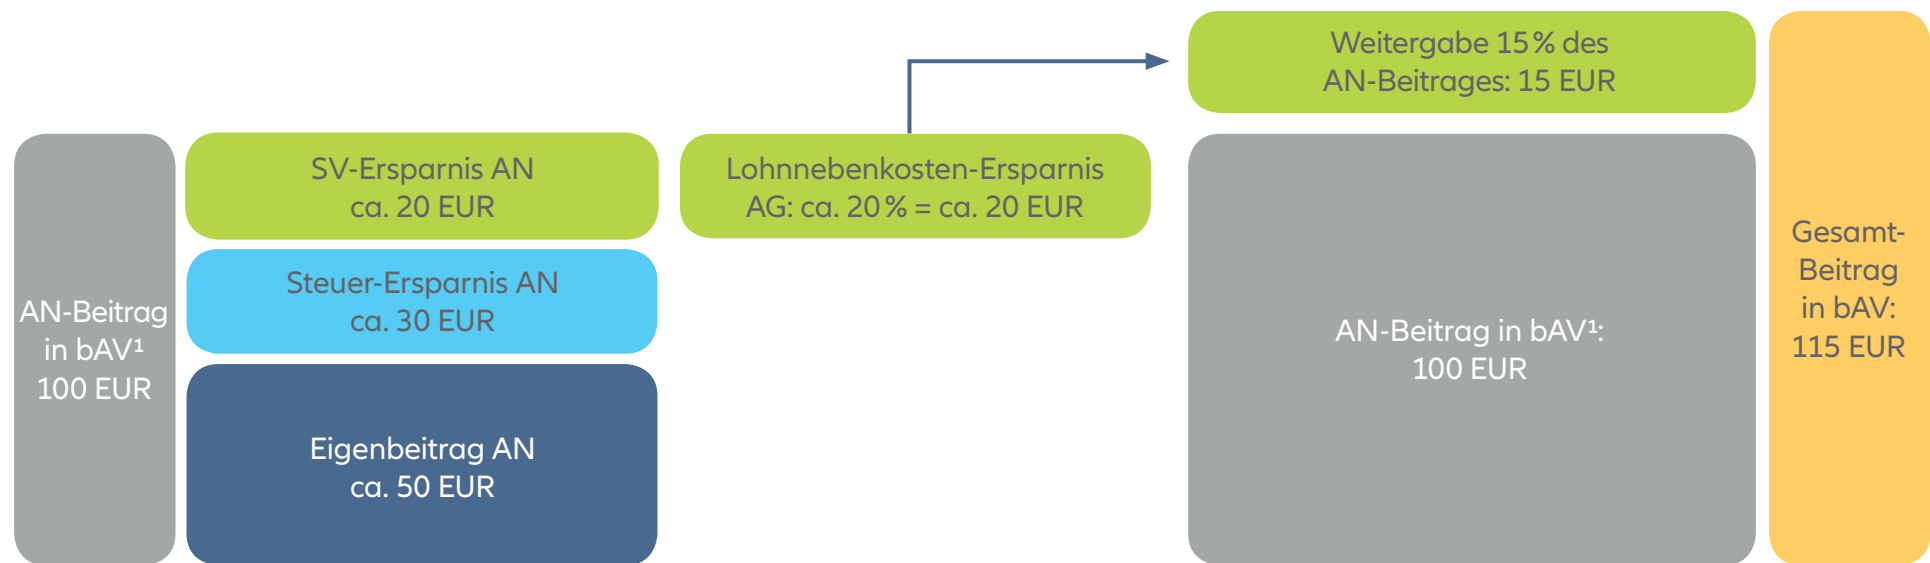 AN-Beitrag
in bAV¹
100 EUR
SV-Ersparnis AN
ca. 20 EUR
Steuer-Ersparnis AN
ca. 30 EUR
Eigenbeitrag AN
ca. 50 EUR
Lohnnebenkosten-Ersparnis
AG: ca. 20 % = ca. 20 EUR
Weitergabe 15 % des
AN-Beitrages: 15 EUR
AN-Beitrag in bAV¹:
100 EUR
Gesamt-
Beitrag
in bAV:
115 EUR